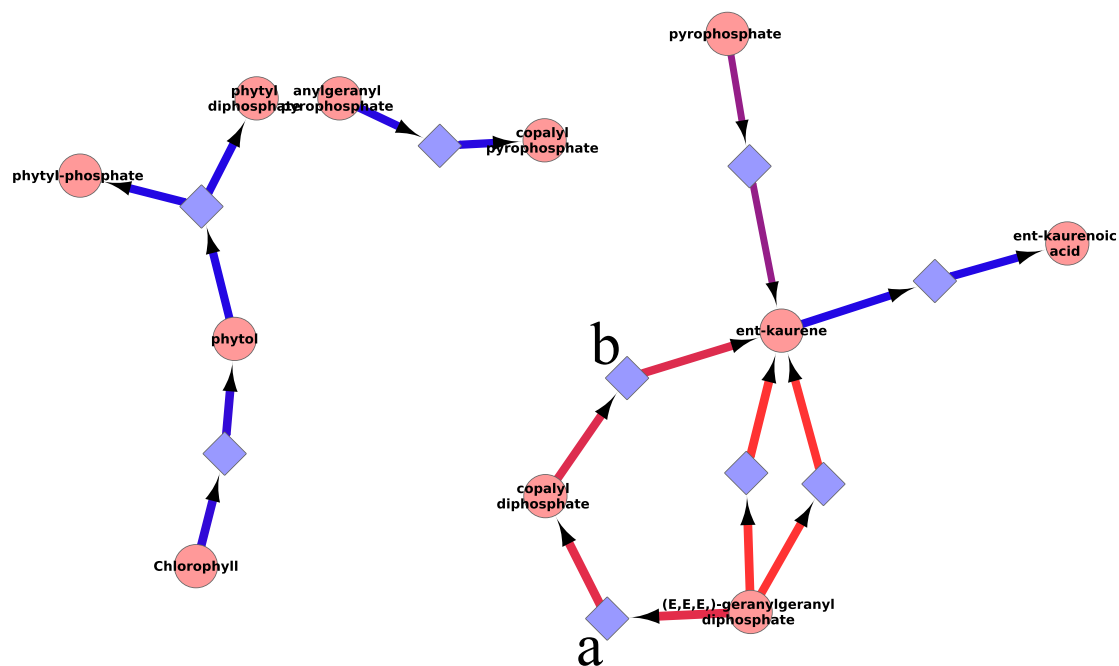 pyrophosphate
phytyl
diphosphate
anylgeranyl
pyrophosphate
copalyl
pyrophosphate
phytyl-phosphate
ent-kaurenoic
acid
ent-kaurene
phytol
b
copalyl
diphosphate
Chlorophyll
(E,E,E,)-geranylgeranyl
diphosphate
a